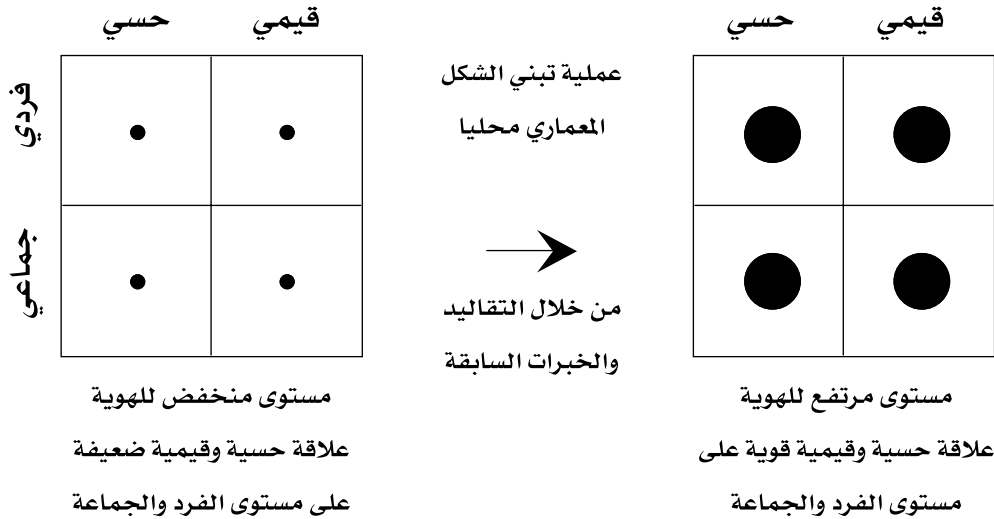 قيمي
حسي
فردي
جماعي
مستوى مرتفع للهوية
علاقة حسية وقيمية قوية على
مستوى الفرد والجماعة
عملية تبني الشكل
المعماري محليا
من خلال التقاليد
والخبرات السابقة
قيمي
حسي
مستوى منخفض للهوية
علاقة حسية وقيمية ضعيفة
على مستوى الفرد والجماعة